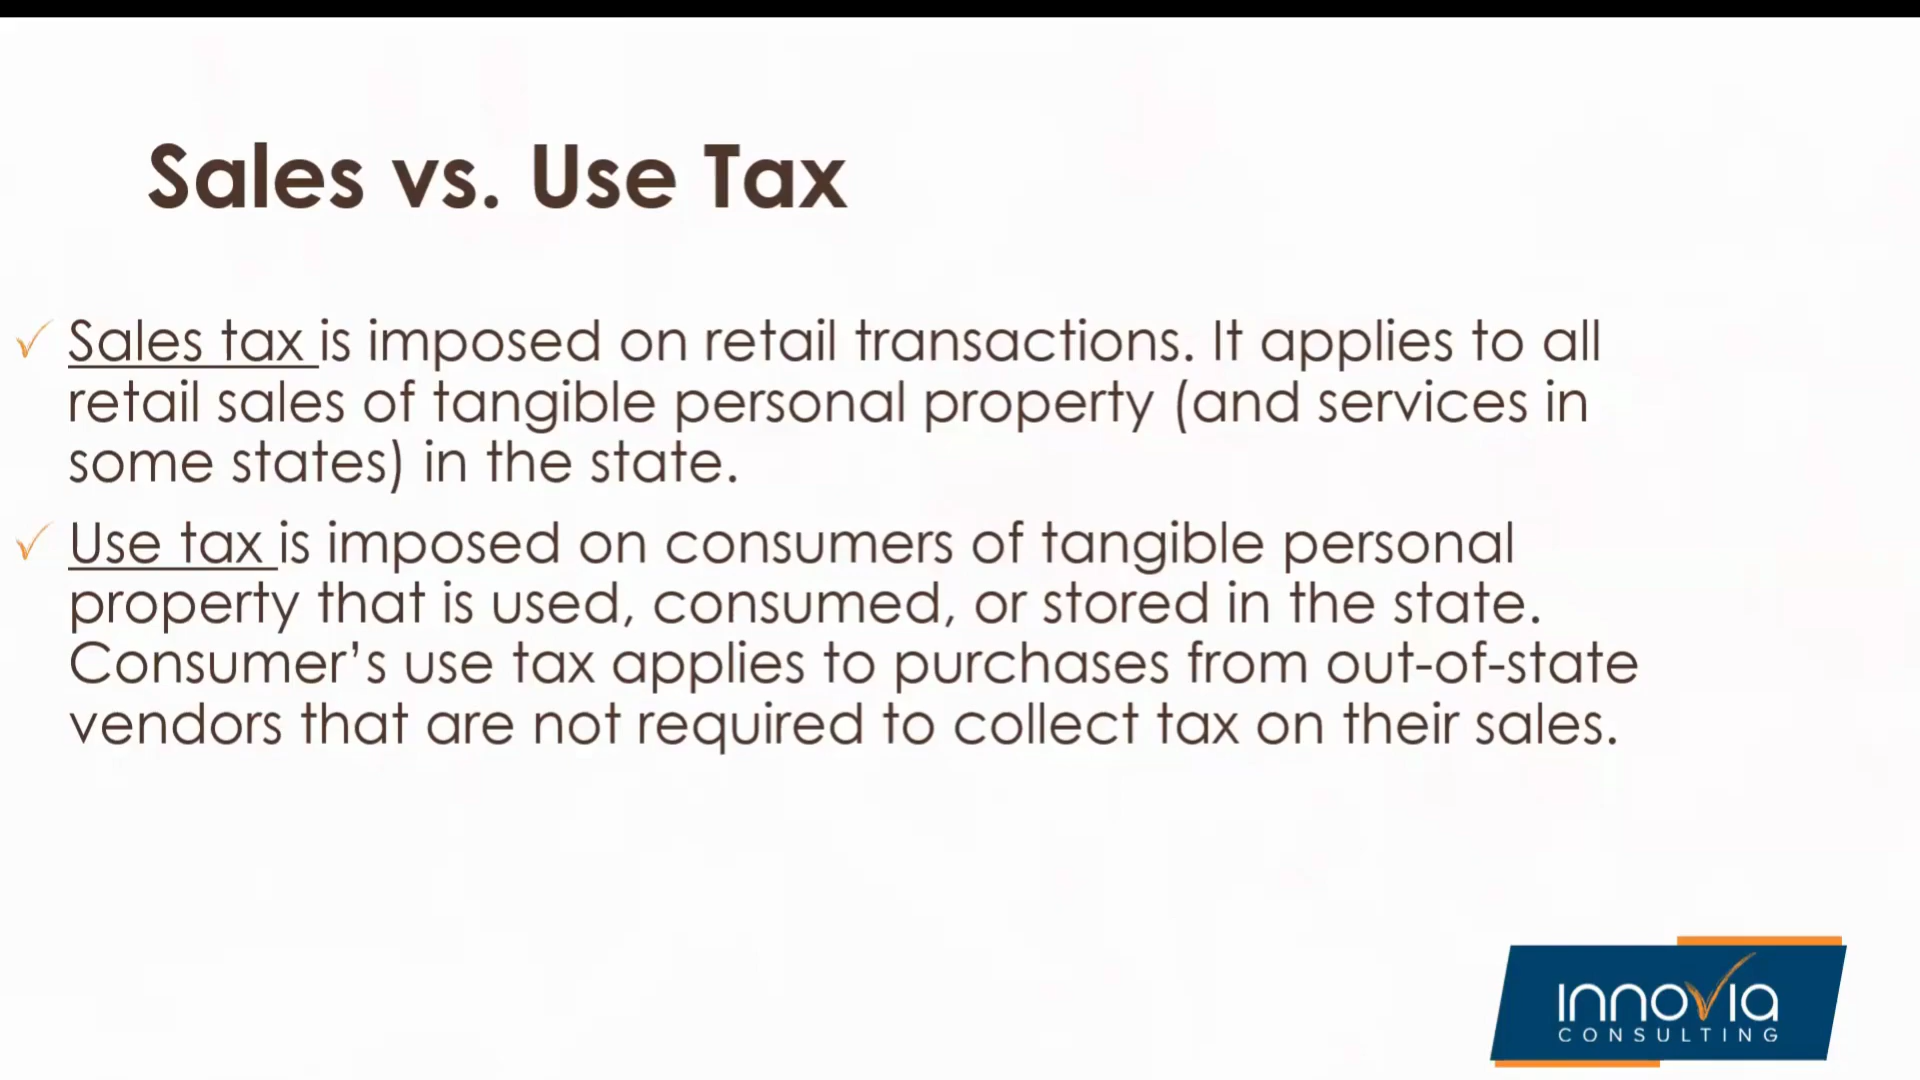 Sales vs. Use Tax
Sales tax is imposed on retail transactions. It applies to all
retail sales of tangible personal property (and services in
some states) in the state.
Use tax is imposed on consumers of tangible personal
property that is used, consumed, or stored in the state.
Consumer’s use tax applies to purchases from out-of-state
vendors that are not required to collect tax on their sales.
innovia
CONSULTING